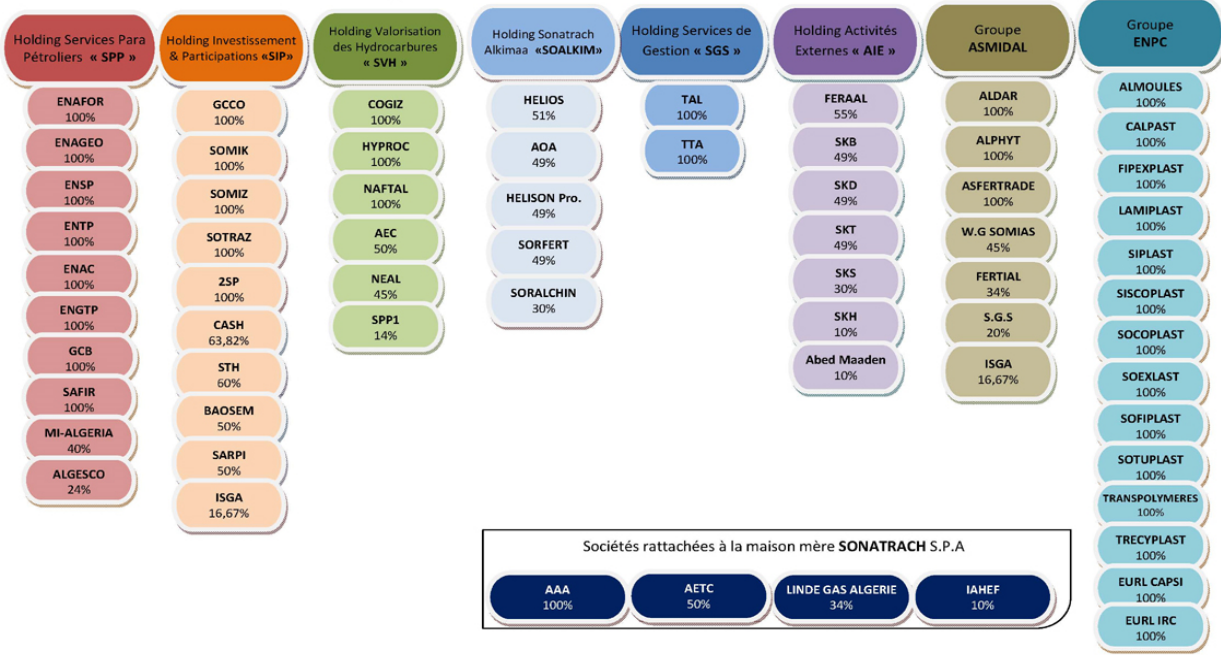 Holding Services Para
Pétroliers « SPP »
ENAFOR
100%
ENAGEO
100%
ENSP
100%
ENTP
100%
ENAC
100%
ENGTP
100%
GCB
100%
SAFIR
100%
MI-ALGERIA
40%
ALGESCO
24%
Holding Investissement
& Participations «SIP»
GCCO
100%
SOMIK
100%
SOMIZ
100%
SOTRAZ
100%
2SP
100%
CASH
63,82%
STH
60%
BAOSEM
50%
SARPI
50%
ISGA
16,67%
Holding Valorisation
des Hydrocarbures
« SVH »
COGIZ
100%
HYPROC
100%
NAFTAL
100%
AEC
50%
NEAL
45%
SPP1
14%
Holding Sonatrach
Alkimaa «SOALKIM»
HELIOS
51%
AOA
49%
HELISON Pro.
49%
SORFERT
49%
SORALCHIN
30%
Holding Services de
Gestion « SGS »
TAL
100%
TTA
100%
Holding Activités
Externes « AIE »
FERAAL
55%
SKB
49%
SKD
49%
SKT
49%
SKS
30%
SKH
10%
Abed Maaden
10%
Groupe
ASMIDAL
ALDAR
100%
ALPHYT
100%
ASFERTRADE
100%
W.G SOMIAS
45%
FERTIAL
34%
S.G.S
20%
ISGA
16,67%
Groupe
ENPC
ALMOULES
100%
CALPAST
100%
FIPEXPLAST
100%
LAMIPLAST
100%
SIPLAST
100%
SISCOPLAST
100%
SOCOPLAST
100%
SOEXLAST
100%
SOFIPLAST
100%
SOTUPLAST
100%
TRANSPOLYMERES
100%
TRECYPLAST
100%
EURL CAPSI
100%
EURL IRC
100%
Sociétés rattachées à la maison mère SONATRACH S.P.A
AAA
100%
AETC
50%
LINDE GAS ALGERIE
34%
IAHEF
10%